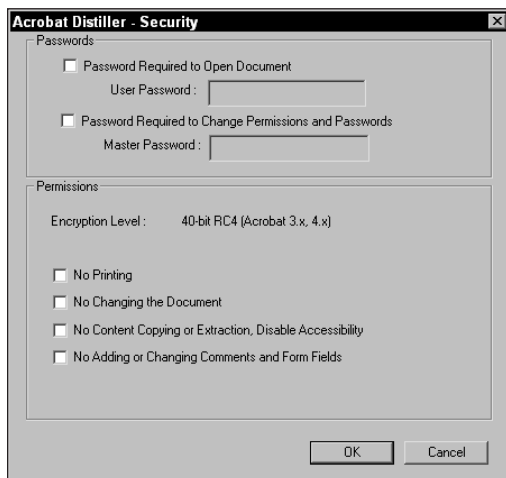 Acrobat Distiller - Security
Passwords
Password Required to Open Document
User Password :
Password Required to Change Permissions and Passwords
Master Password :
Permissions
Encryption Level : 40-bit RC4 (Acrobat 3.x, 4.x)
No Printing
No Changing the Document
No Content Copying or Extraction, Disable Accessibility
No Adding or Changing Comments and Form Fields
OK Cancel